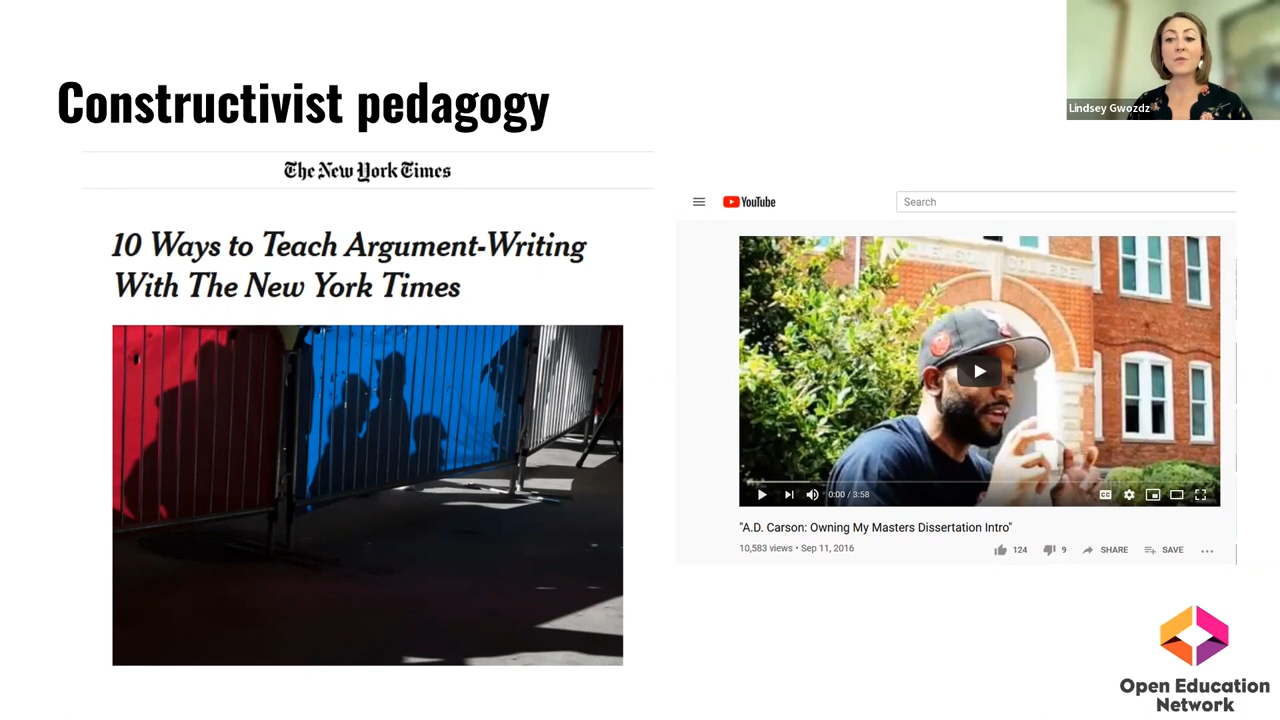 Constructivist pedagogy
Lindsey Gwozdz
The New York Times
10 Ways to Teach Argument-Writing
With The New York Times
YouTube
Search
0:00 / 3:58
CC
"A.D. Carson: Owning My Masters Dissertation Intro"
10,583 views • Sep 11, 2016
124
9
SHARE
SAVE
Open Education
Network